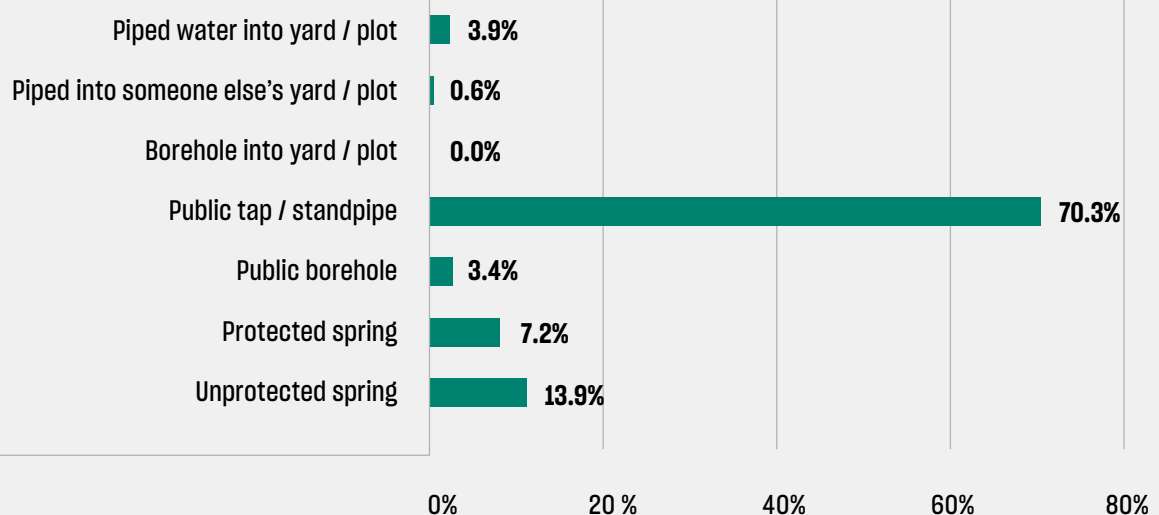 Piped water into yard / plot 3.9%
Piped into someone else’s yard / plot 0.6%
Borehole into yard / plot 0.0%
Public tap / standpipe 70.3%
Public borehole 3.4%
Protected spring 7.2%
Unprotected spring 13.9%
0% 20 % 40% 60% 80%